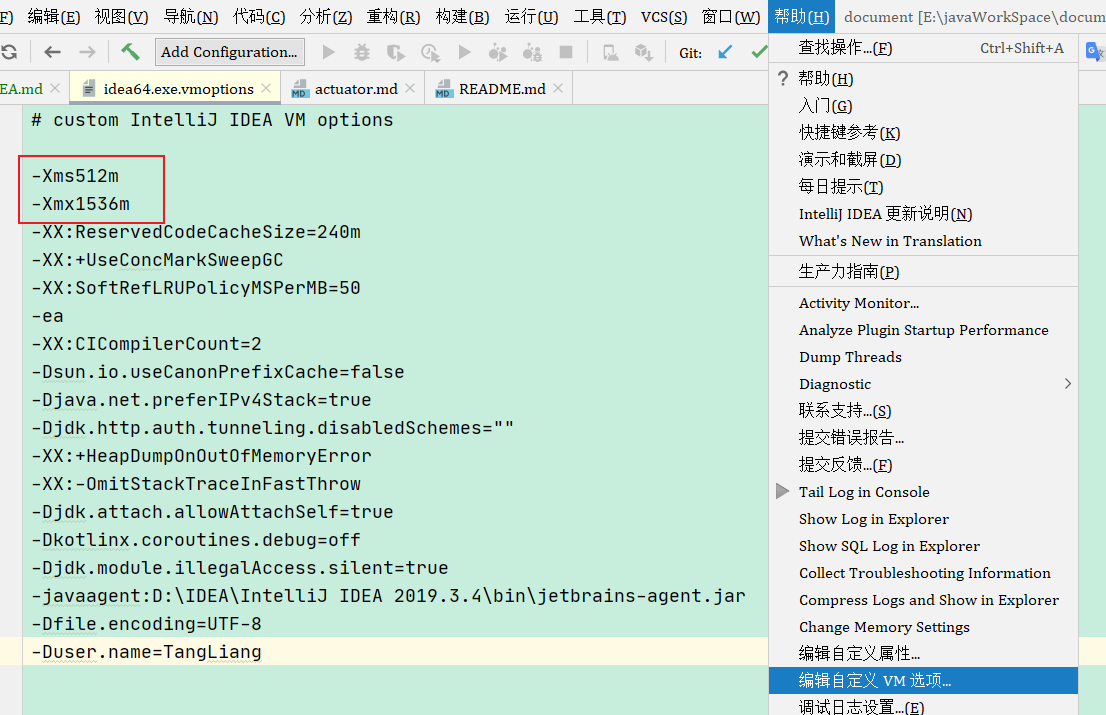 F) 编辑(E) 视图(V) 导航(N) 代码(C) 分析(Z) 重构(R) 构建(B) 运行(U) 工具(T) VCS(S) 窗口(W) 帮助(H) document [E:\javaWorkSpace\docum
Add Configuration... Git:
EA.md idea64.exe.vmoptions actuator.md README.md
# custom IntelliJ IDEA VM options
-Xms512m
-Xmx1536m
-XX:ReservedCodeCacheSize=240m
-XX:+UseConcMarkSweepGC
-XX:SoftRefLRUPolicyMSPerMB=50
-ea
-XX:CICompilerCount=2
-Dsun.io.useCanonPrefixCache=false
-Djava.net.preferIPv4Stack=true
-Djdk.http.auth.tunneling.disabledSchemes=""
-XX:+HeapDumpOnOutOfMemoryError
-XX:-OmitStackTraceInFastThrow
-Djdk.attach.allowAttachSelf=true
-Dkotlinx.coroutines.debug=off
-Djdk.module.illegalAccess.silent=true
-javaagent:D:\IDEA\IntelliJ IDEA 2019.3.4\bin\jetbrains-agent.jar
-Dfile.encoding=UTF-8
-Duser.name=TangLiang
查找操作...(F) Ctrl+Shift+A
? 帮助(H)
入门(G)
快捷键参考(K)
演示和截屏(D)
每日提示(T)
IntelliJ IDEA 更新说明(N)
What's New in Translation
生产力指南(P)
Activity Monitor...
Analyze Plugin Startup Performance
Dump Threads
Diagnostic
联系支持...(S)
提交错误报告...
提交反馈...(F)
Tail Log in Console
Show Log in Explorer
Show SQL Log in Explorer
Collect Troubleshooting Information
Compress Logs and Show in Explorer
Change Memory Settings
编辑自定义属性...
编辑自定义 VM 选项...
调试日志设置...(E)